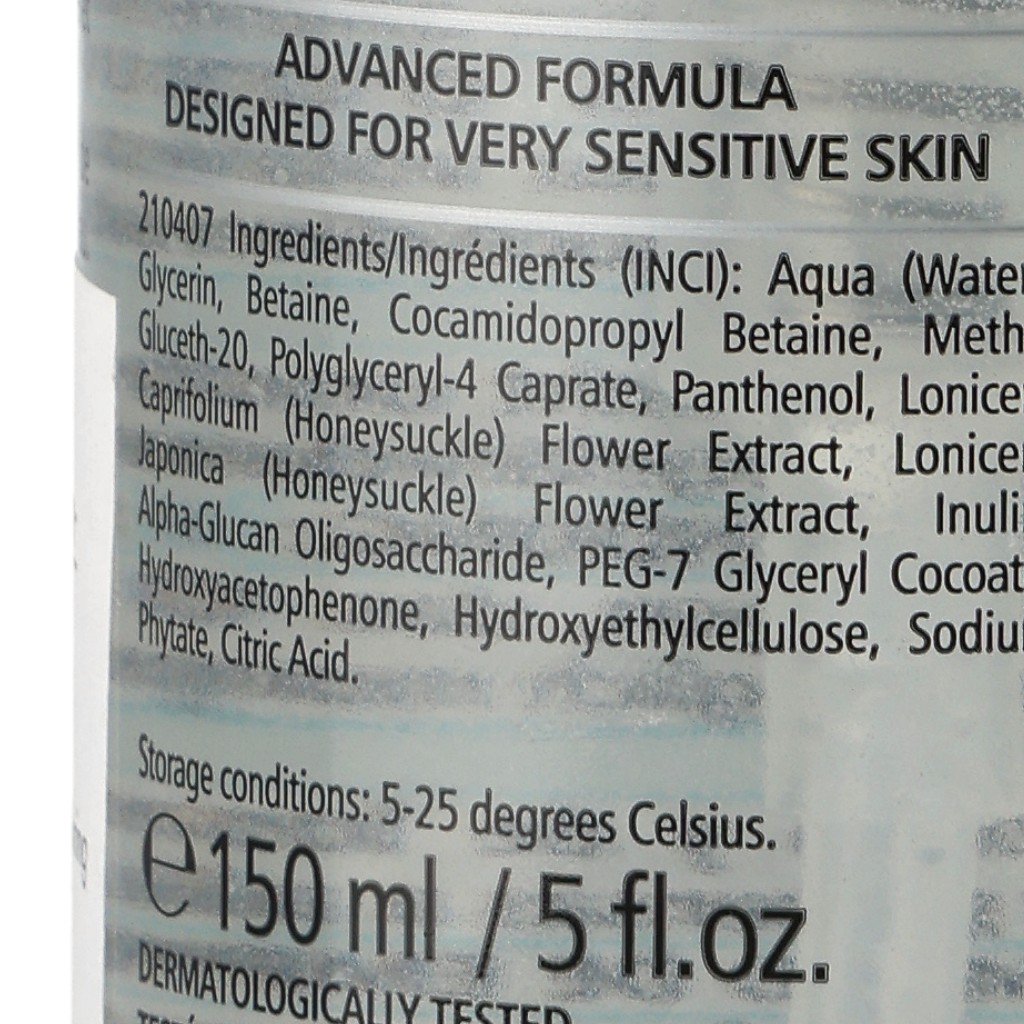 ADVANCED FORMULA
DESIGNED FOR VERY SENSITIVE SKIN
210407 Ingredients/Ingrédients (INCI): Aqua (Water
Glycerin, Betaine, Cocamidopropyl Betaine, Meth
Gluceth-20, Polyglyceryl-4 Caprate, Panthenol, Lonicer
Caprifolium (Honeysuckle) Flower Extract, Lonicer
Japonica (Honeysuckle) Flower Extract, Inuli
Alpha-Glucan Oligosaccharide, PEG-7 Glyceryl Cocoat
Hydroxyacetophenone, Hydroxyethylcellulose, Sodiu
Phytate, Citric Acid.
Storage conditions: 5-25 degrees Celsius.
℮150 ml / 5 fl.oz.
DERMATOLOGICALLY TESTED